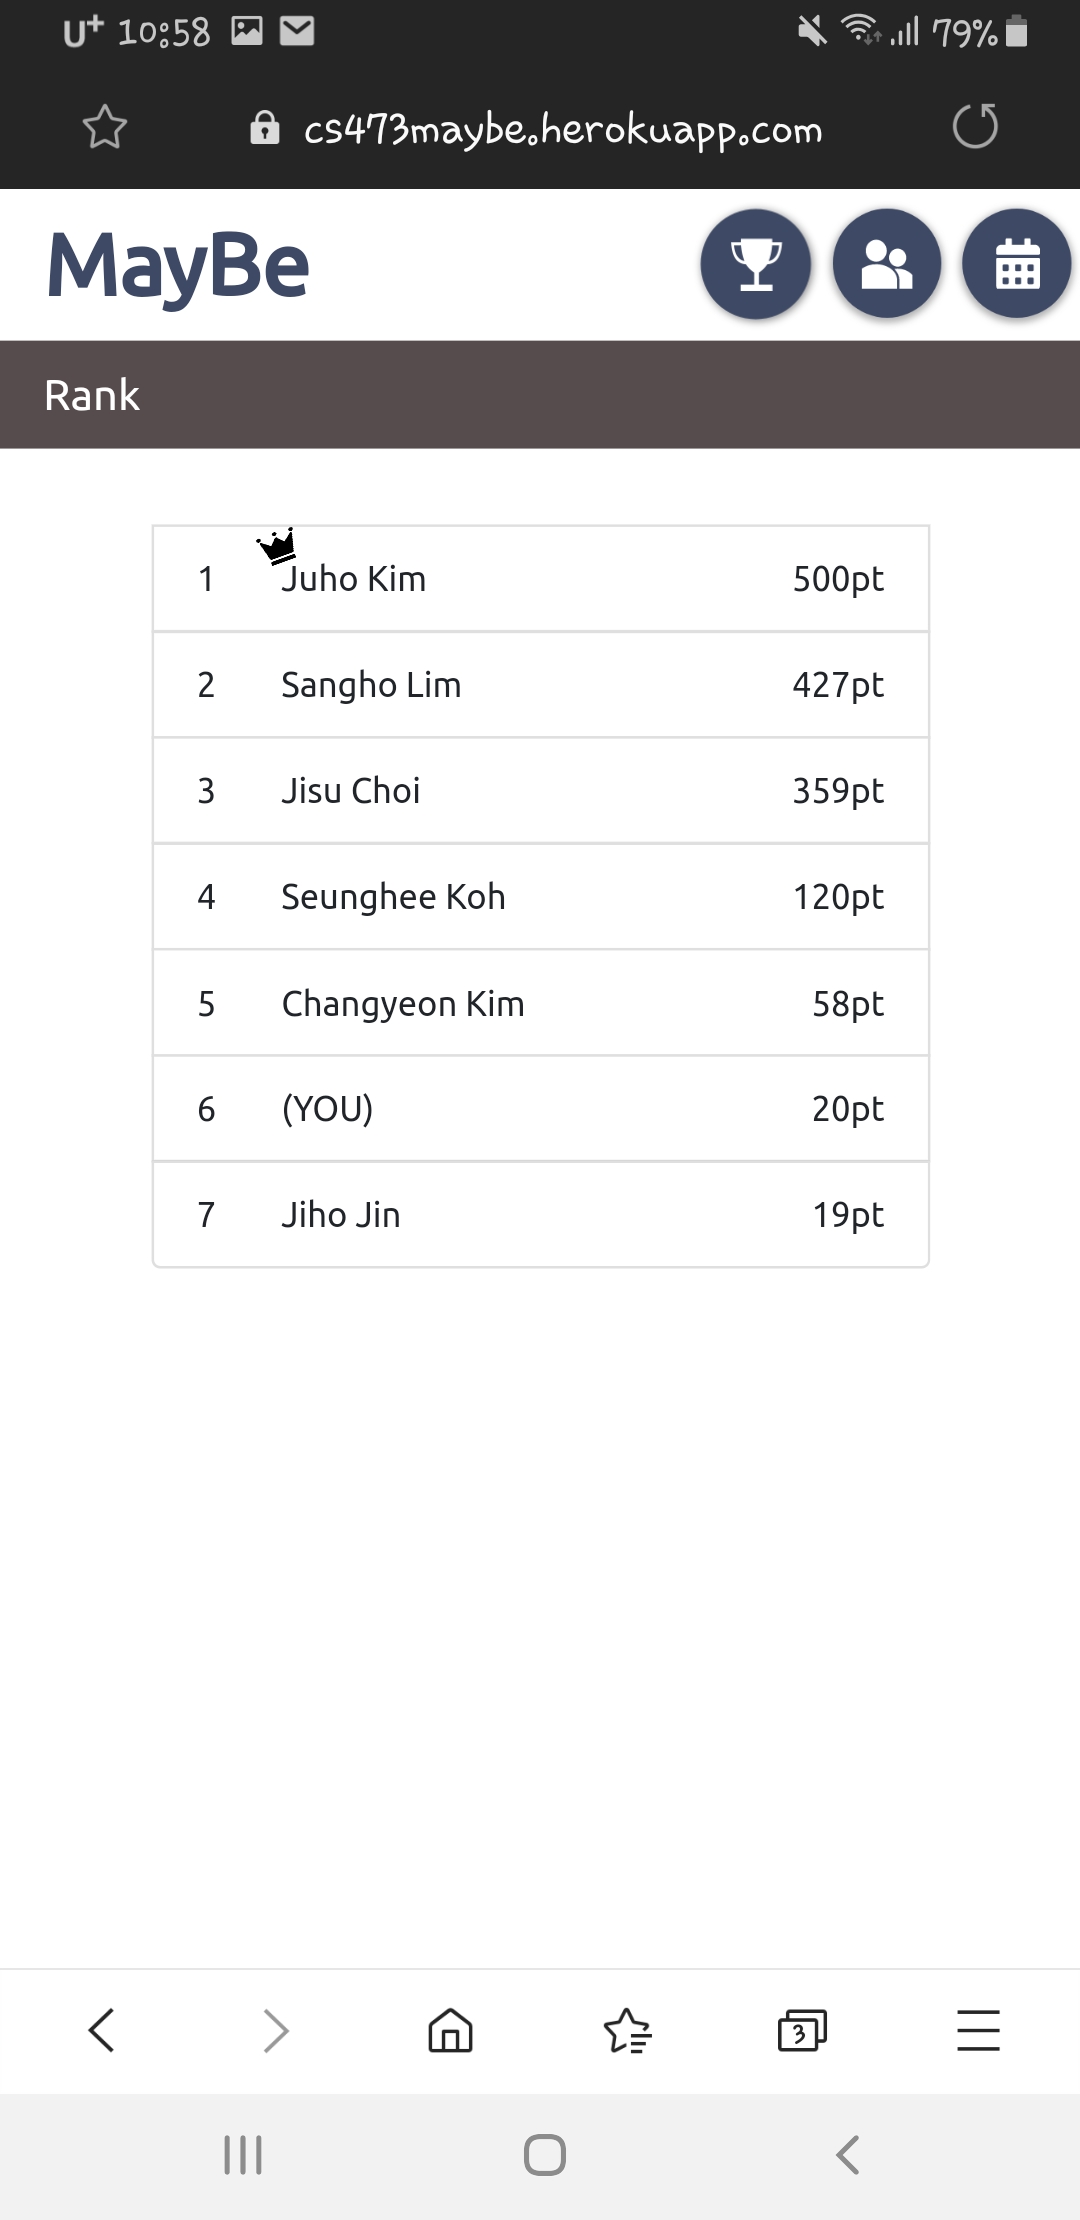 U+ 10:58 79%
cs473maybe.herokuapp.com
MayBe
Rank
1 Juho Kim 500pt
2 Sangho Lim 427pt
3 Jisu Choi 359pt
4 Seunghee Koh 120pt
5 Changyeon Kim 58pt
6 (YOU) 20pt
7 Jiho Jin 19pt
3